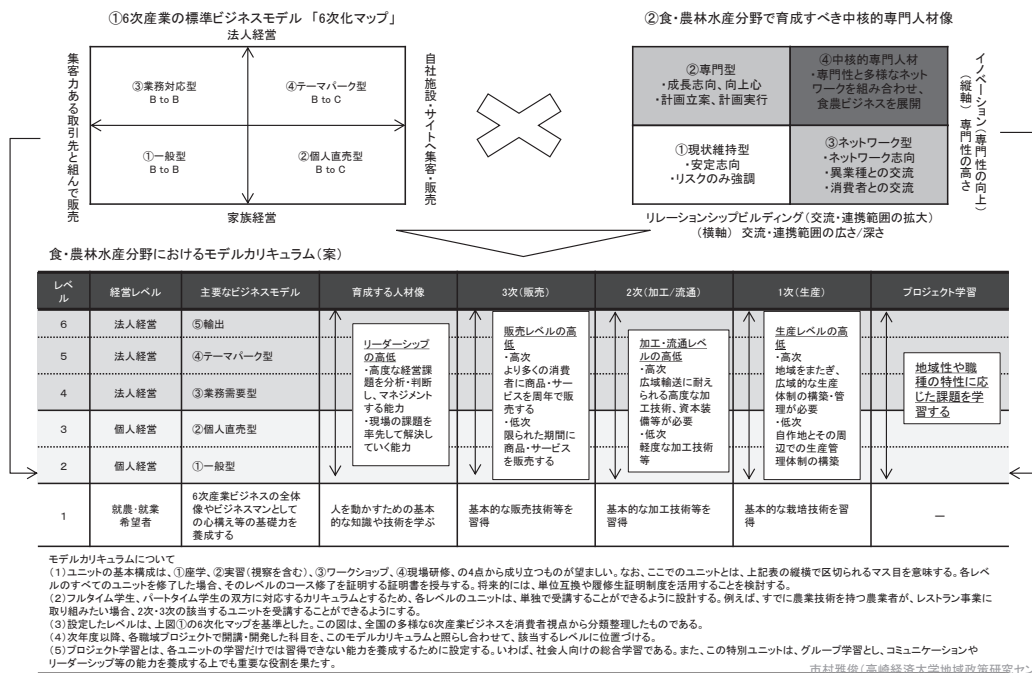 ①6次産業の標準ビジネスモデル 「6次化マップ」
法人経営
集客力ある取引先と組んで販売
③業務対応型
B to B
④テーマパーク型
B to C
①一般型
B to C
②個人直売型
B to C
自社施設・サイトへ集客・販売
家族経営
②食・農林水産分野で育成すべき中核的専門人材像
②専門型
・成長志向、向上心
・計画立案、計画実行
④中核的専門人材
・専門性と多様なネット
ワークを組み合わせ、
食農ビジネスを展開
①現状維持型
・安定志向
・リスクのみ強調
③ネットワーク型
・ネットワーク志向
・異業種との交流
・消費者との交流
イノベーション(専門性の向上)
(縦軸) 専門性の高さ
リレーションシップビルディング(交流・連携範囲の拡大)
(横軸) 交流・連携範囲の広さ/深さ
食・農林水産分野におけるモデルカリキュラム(案)
レベ
ル
経営レベル
主要なビジネスモデル
育成する人材像
3次(販売)
2次(加工/流通)
1次(生産)
プロジェクト学習
6
法人経営
⑤輸出
5
法人経営
④テーマパーク型
4
法人経営
③業務需要型
3
個人経営
②個人直売型
2
個人経営
①一般型
リーダーシップ
の高低
・高度な経営課
題を分析・判断
し、マネジメント
する能力
・現場の課題を
率先して解決し
ていく能力
販売レベルの高
低
・高次
より多くの消費
者に商品・サー
ビスを周年で販
売する
・低次
限られた期間に
商品・サービス
を販売する
加工・流通レベ
ルの高低
・高次
広域輸送に耐え
られる高度な加
工技術、資本装
備等が必要
・低次
軽度な加工技術
等
生産レベルの高
低
・高次
地域をまたぎ、
広域的な生産
体制の構築・管
理が必要
・低次
自作地とその周
辺での生産管
理体制の構築
地域性や職
種の特性に応
じた課題を学
習する
1
就農・就業
希望者
6次産業ビジネスの全体
像やビジネスマンとして
の心構え等の基礎力を
養成する
人を動かすための基本
的な知識や技術を学ぶ
基本的な販売技術等を
習得
基本的な加工技術等を
習得
基本的な栽培技術を習
得
―
モデルカリキュラムについて
(1)ユニットの基本構成は、①座学、②実習(視察を含む)、③ワークショップ、④現場研修、の4点から成り立つものが望ましい。なお、ここでのユニットとは、上記表の縦横で区切られるマス目を意味する。各レベ
ルのすべてのユニットを修了した場合、そのレベルのコース修了を証明する証明書を授与する。将来的には、単位互換や履修生証明制度を活用することを検討する。
(2)フルタイム学生、パートタイム学生の双方に対応するカリキュラムとするため、各レベルのユニットは、単独で受講することができるように設計する。例えば、すでに農業技術を持つ農業者が、レストラン事業に
取り組みたい場合、2次・3次の該当するユニットを受講することができるようにする。
(3)設定したレベルは、上図①の6次化マップを基準とした。この図は、全国の多様な6次産業ビジネスを消費者視点から分類整理したものである。
(4)次年度以降、各職域プロジェクトで開講・開発した科目を、このモデルカリキュラムと照らし合わせて、該当するレベルに位置づける。
(5)プロジェクト学習とは、各ユニットの学習だけでは習得できない能力を養成するために設定する。いわば、社会人向けの総合学習である。また、この特別ユニットは、グループ学習とし、コミュニケーションや
リーダーシップ等の能力を養成する上でも重要な役割を果たす。
市村雅俊(高崎経済大学地域政策研究セン